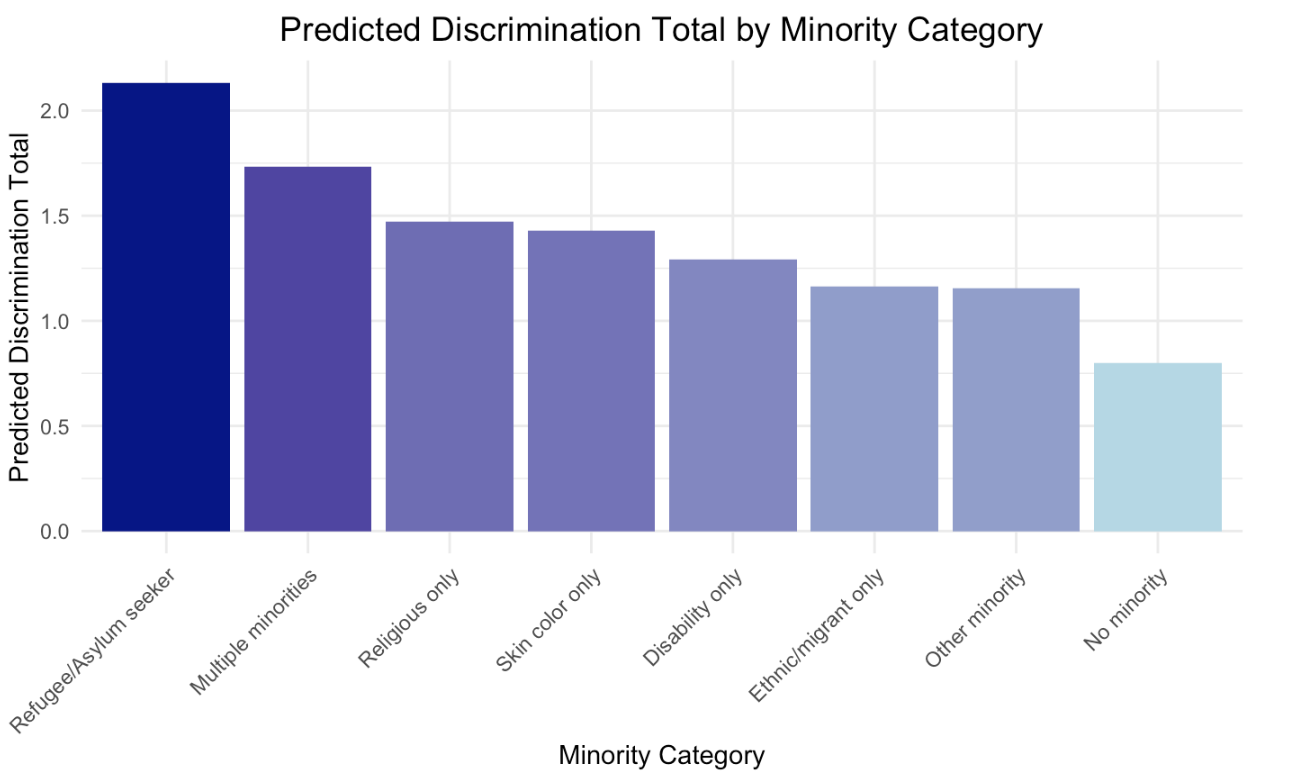 Predicted Discrimination Total by Minority Category
Predicted Discrimination Total
2.0
1.5
1.0
0.5
0.0
Refugee/Asylum seeker
Multiple minorities
Religious only
Skin color only
Disability only
Ethnic/migrant only
Other minority
No minority
Minority Category